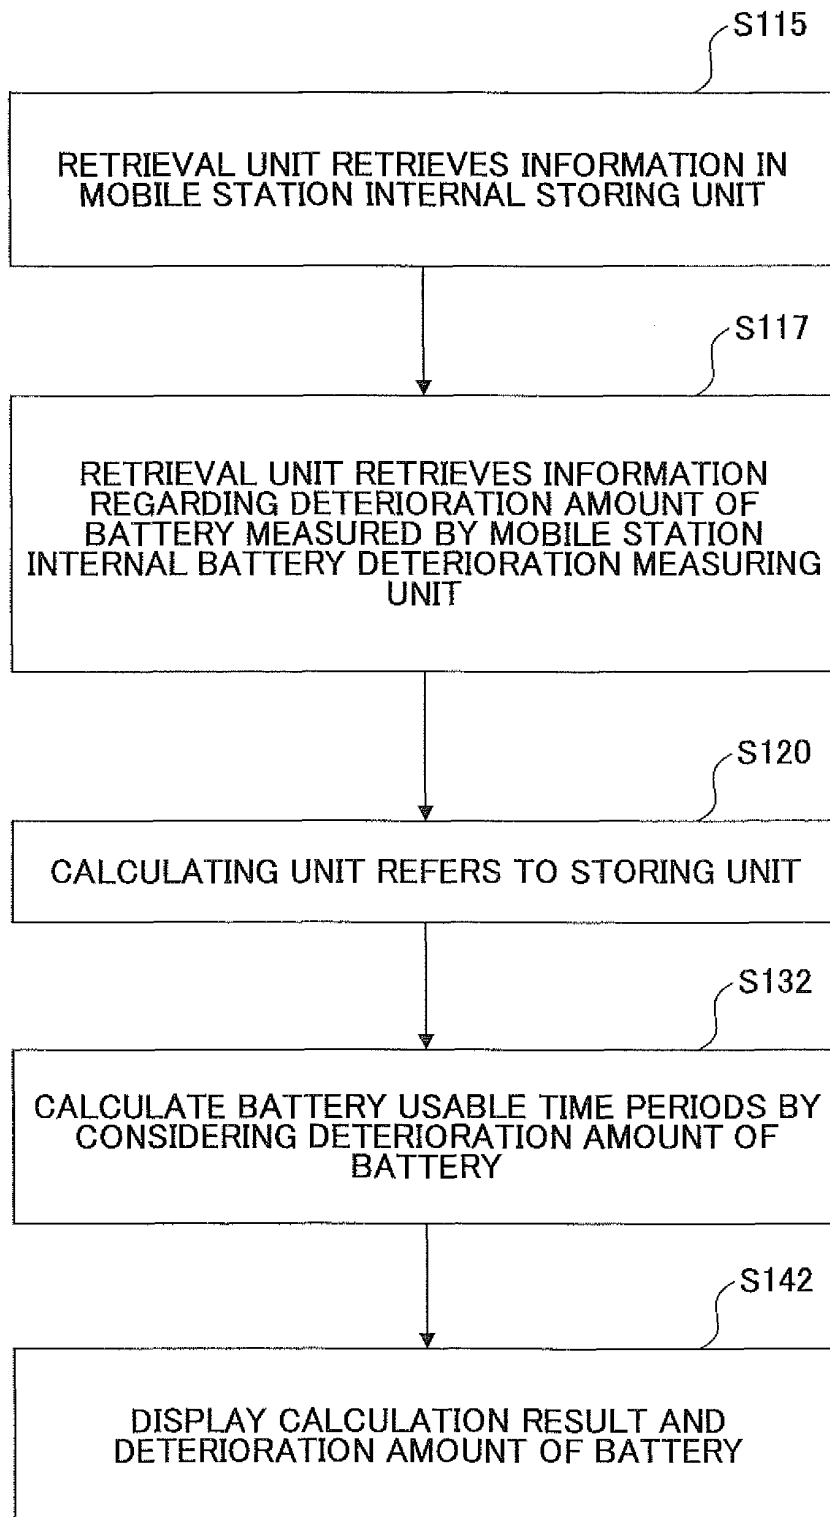 S115
RETRIEVAL UNIT RETRIEVES INFORMATION IN
MOBILE STATION INTERNAL STORING UNIT
S117
RETRIEVAL UNIT RETRIEVES INFORMATION
REGARDING DETERIORATION AMOUNT OF
BATTERY MEASURED BY MOBILE STATION
INTERNAL BATTERY DETERIORATION MEASURING
UNIT
S120
CALCULATING UNIT REFERS TO STORING UNIT
S132
CALCULATE BATTERY USABLE TIME PERIODS BY
CONSIDERING DETERIORATION AMOUNT OF
BATTERY
S142
DISPLAY CALCULATION RESULT AND
DETERIORATION AMOUNT OF BATTERY